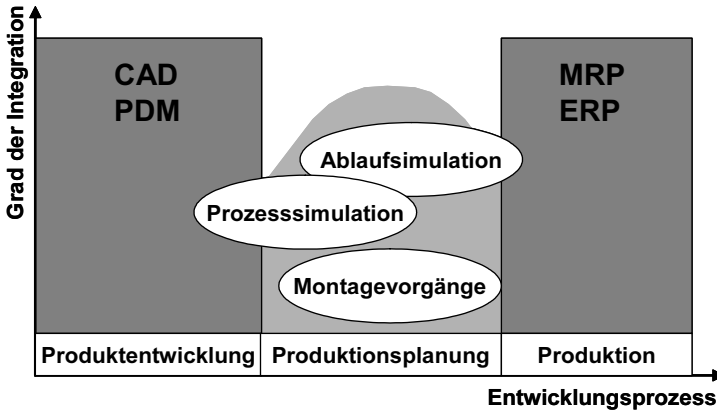 Grad der Integration
CAD
PDM
MRP
ERP
Ablaufsimulation
Prozesssimulation
Montagevorgänge
Produktentwicklung
Produktionsplanung
Produktion
Entwicklungsprozess